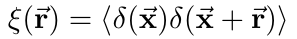 ξ(r⃗) = ⟨δ(x⃗)δ(x⃗ + r⃗)⟩